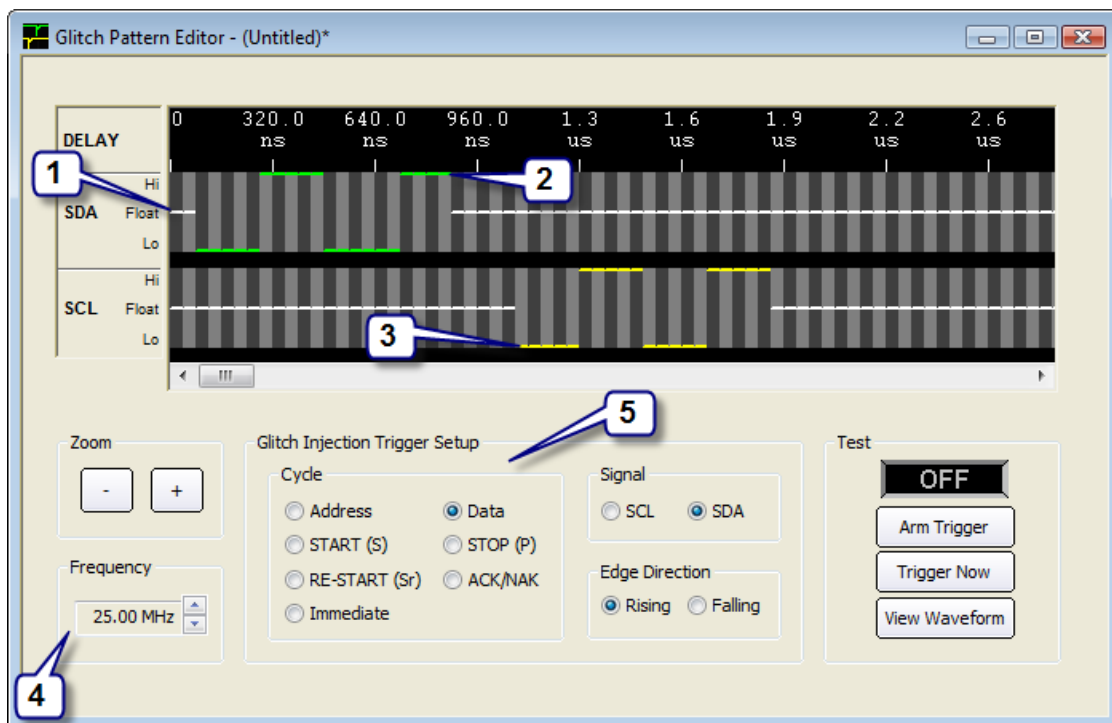 Glitch Pattern Editor - (Untitled)*
DELAY
0 320.0 640.0 960.0 1.3 1.6 1.9 2.2 2.6
ns ns ns us us us us us
1
2
Hi
SDA Float
Lo
Hi
SCL Float
Lo
3
5
Zoom
- +
Frequency
25.00 MHz
4
Glitch Injection Trigger Setup
Cycle
Address Data
START (S) STOP (P)
RE-START (Sr) ACK/NAK
Immediate
Signal
SCL SDA
Edge Direction
Rising Falling
Test
OFF
Arm Trigger
Trigger Now
View Waveform